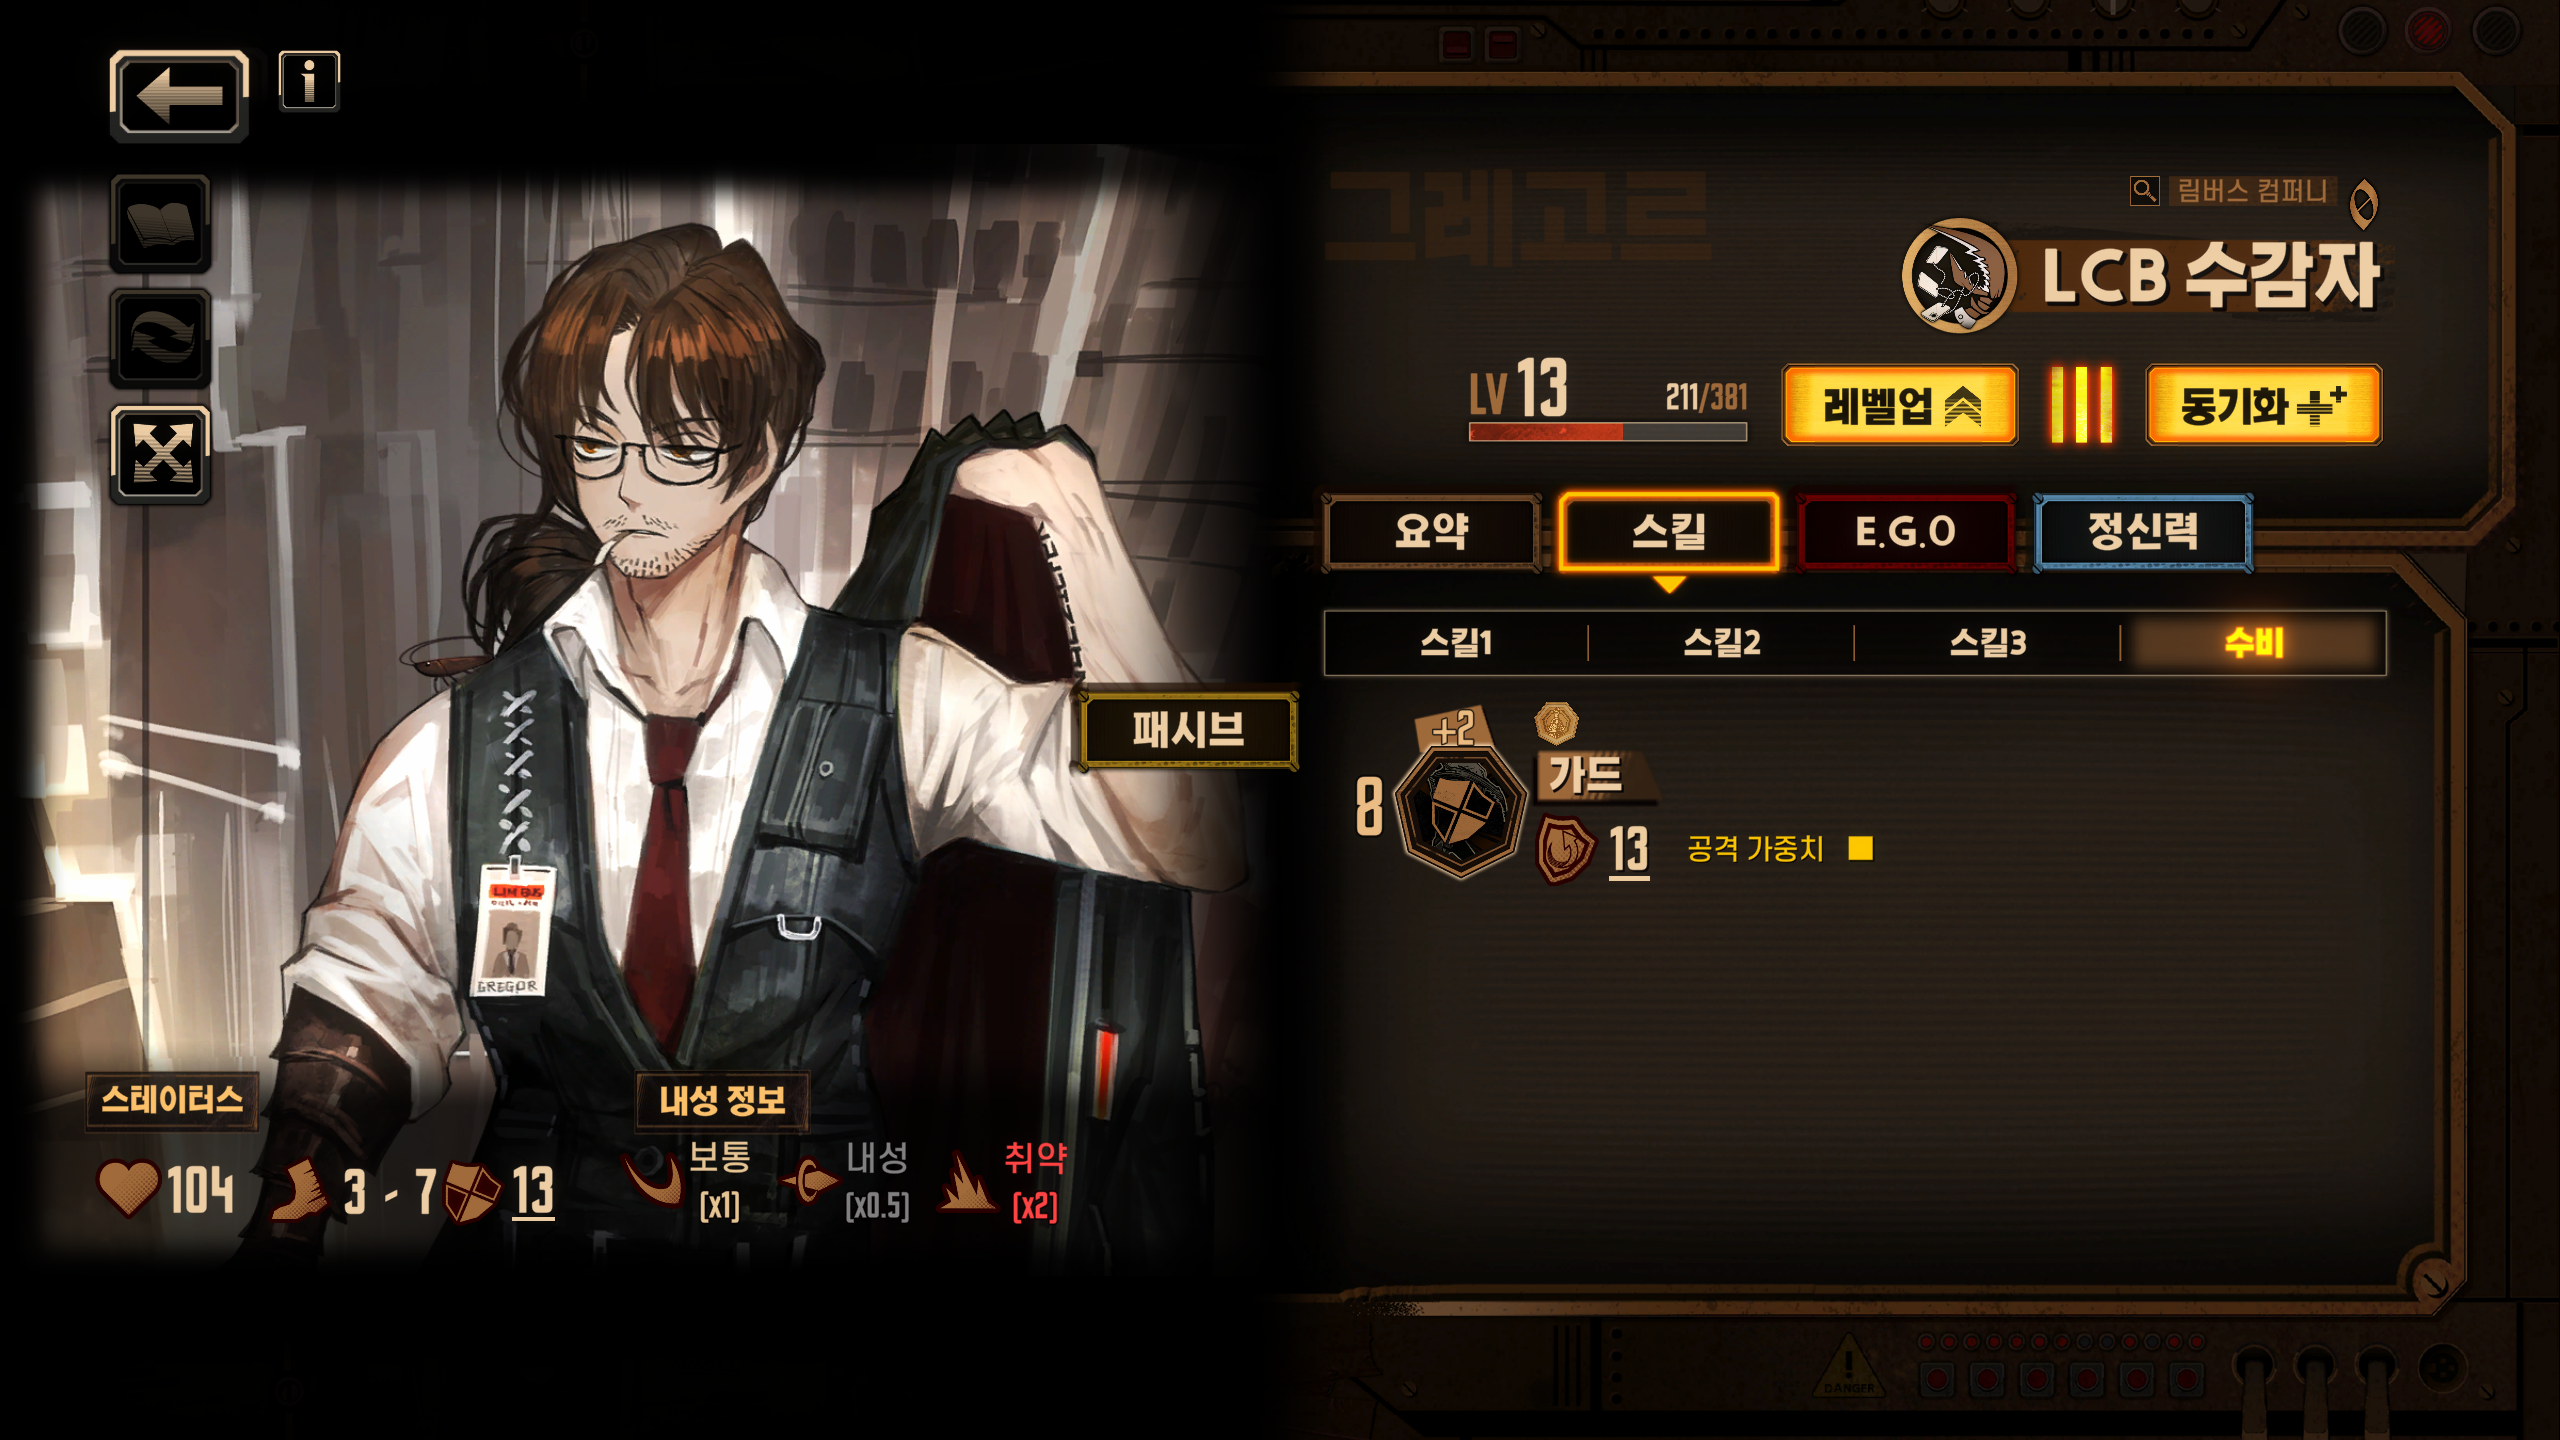 그레고르
림버스 컴퍼니
LCB 수감자
LV 13
211/381
레벨업
동기화
요약
스킬
E.G.O
정신력
스킬1
스킬2
스킬3
수비
패시브
+2
8
가드
13
공격 가중치
GREGOR
스테이터스
104
3 - 7
13
내성 정보
보통
[x1]
내성
[x0.5]
취약
[x2]
DANGER